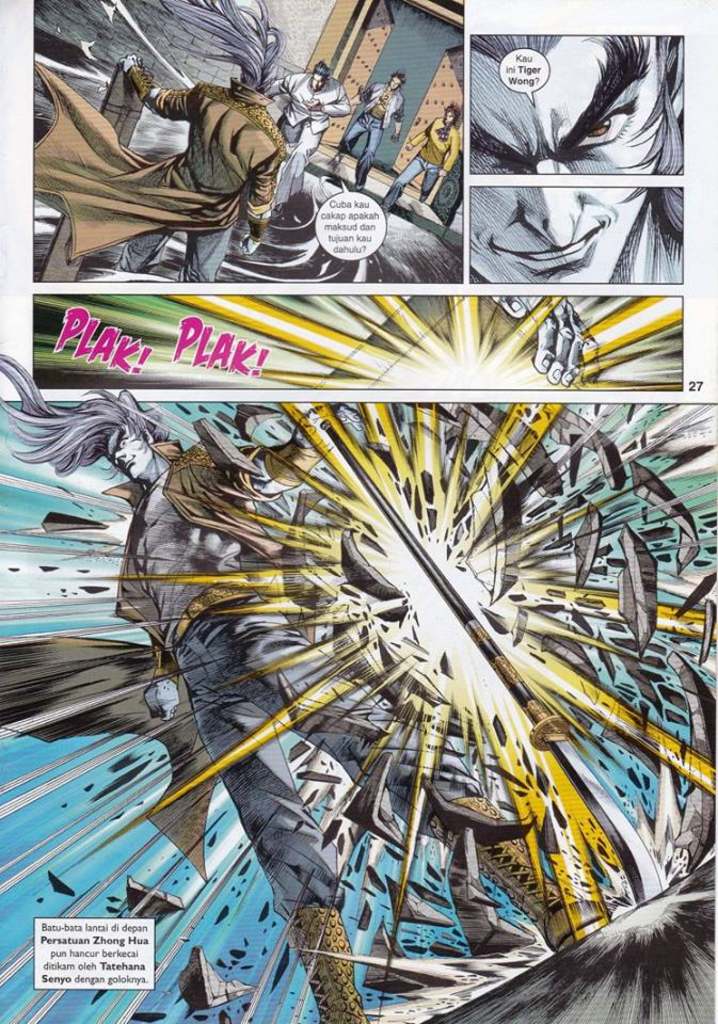 Cuba kau
cakap apakah
maksud dan
tujuan kau
dahulu?
Kau
ini Tiger
Wong?
PLAK! PLAK!
27
Batu-bata lantai di depan
Persatuan Zhong Hua
pun hancur berkecai
ditikam oleh Tatehana
Senyo dengan goloknya.